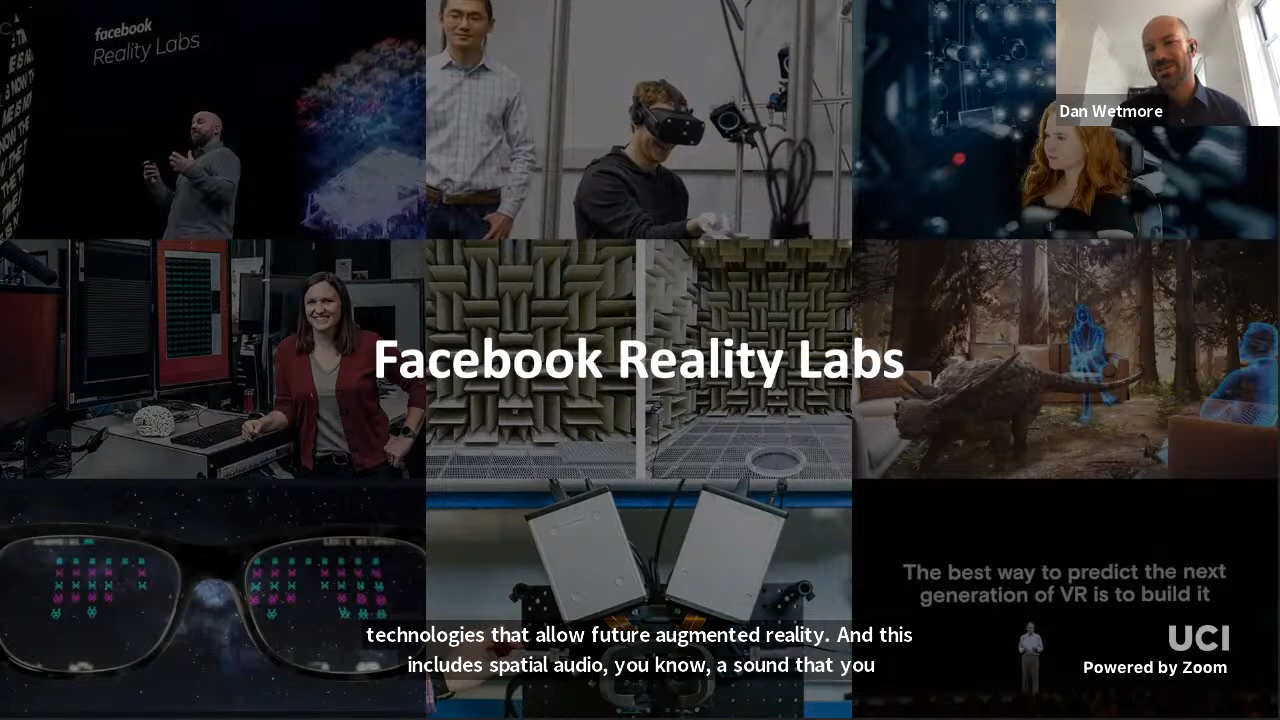 facebook
Reality Labs
Dan Wetmore
Facebook Reality Labs
The best way to predict the next
generation of VR is to build it
technologies that allow future augmented reality. And this
includes spatial audio, you know, a sound that you
UCI
Powered by Zoom